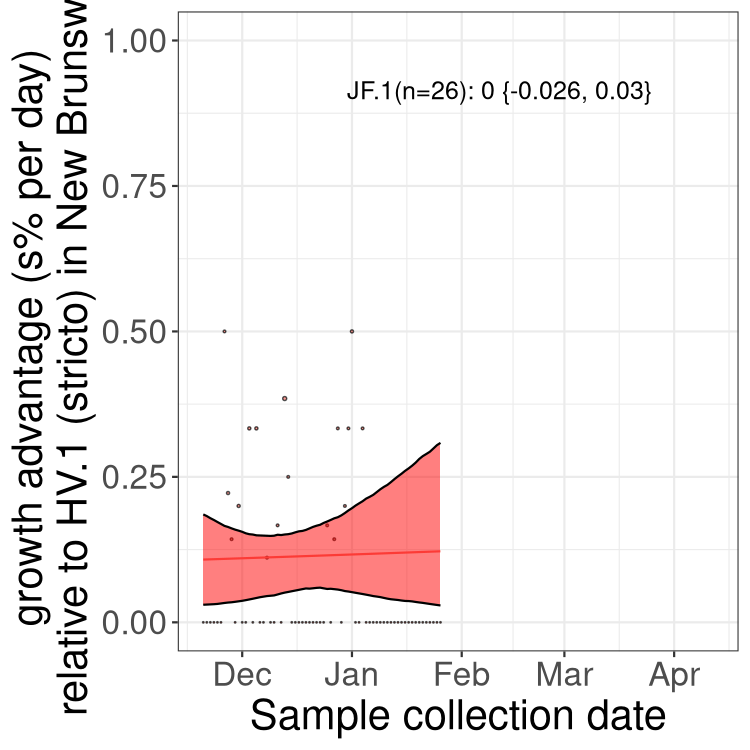 growth advantage (s% per day)
relative to HV.1 (stricto) in New Brunsw
1.00
0.75
0.50
0.25
0.00
JF.1(n=26): 0 {-0.026, 0.03}
Dec Jan Feb Mar Apr
Sample collection date